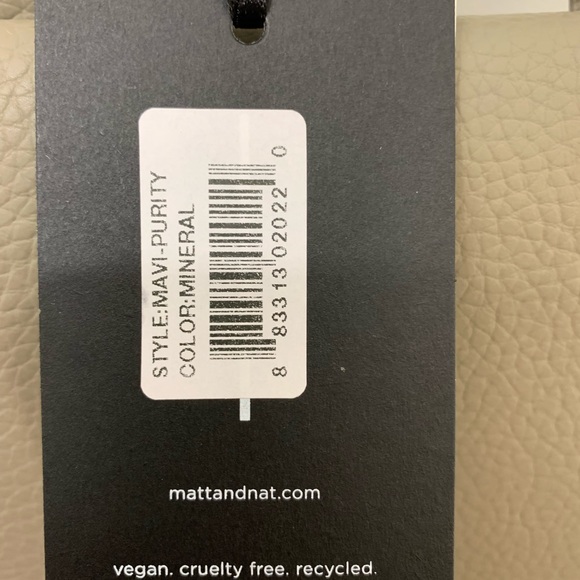 STYLE:MAVI-PURITY
COLOR:MINERAL
8 83313 02022 0
mattandnat.com
vegan. cruelty free. recycled.